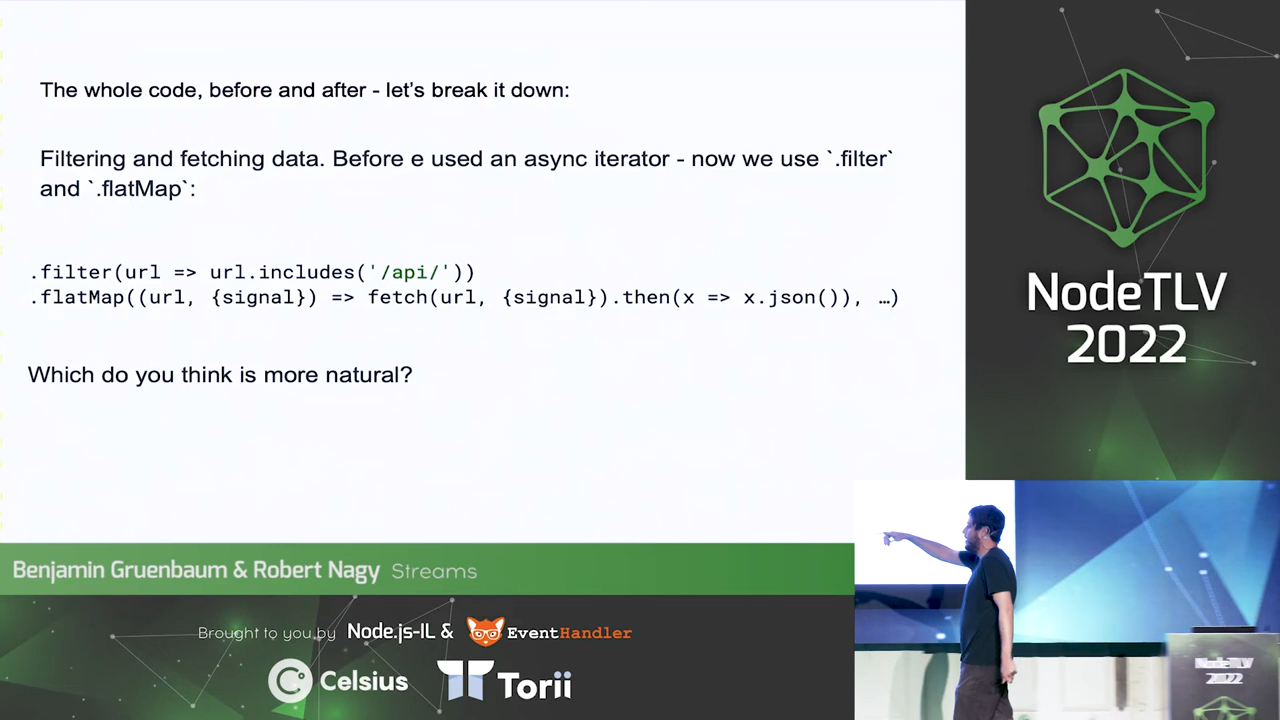 The whole code, before and after - let's break it down:
Filtering and fetching data. Before e used an async iterator - now we use `.filter`
and `.flatMap`:
.filter(url => url.includes('/api/'))
.flatMap((url, {signal}) => fetch(url, {signal}).then(x => x.json()), …)
Which do you think is more natural?
NodeTLV
2022
Benjamin Gruenbaum & Robert Nagy Streams
Brought to you by Node.js-IL & EventHandler
Celsius Torii
NodeTLV
2022